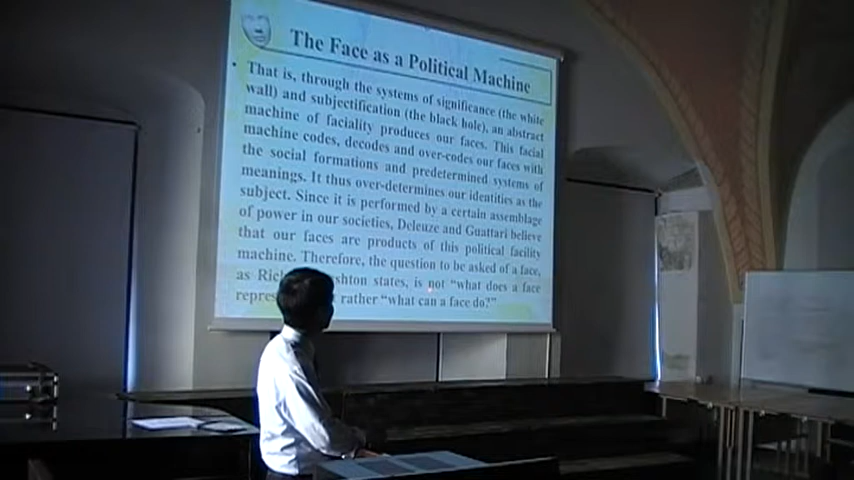 The Face as a Political Machine
• That is, through the systems of significance (the white
wall) and subjectification (the black hole), an abstract
machine of faciality produces our faces. This facial
machine codes, decodes and over-codes our faces with
the social formations and predetermined systems of
meanings. It thus over-determines our identities as the
subject. Since it is performed by a certain assemblage
of power in our societies, Deleuze and Guattari believe
that our faces are products of this political facility
machine. Therefore, the question to be asked of a face,
as states, is not “what does a face
rather “what can a face do?”